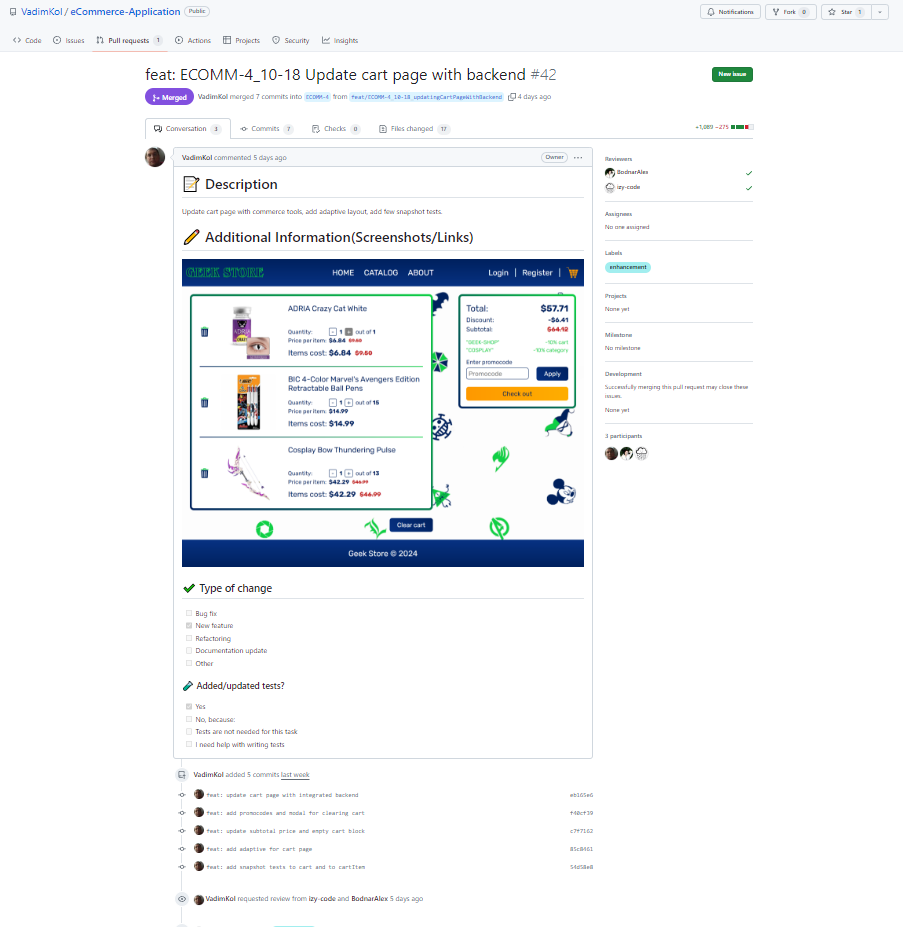 VadimKol / eCommerce-Application Public
Notifications Fork 0 Star 1
Code Issues Pull requests 1 Actions Projects Security Insights
feat: ECOMM-4_10-18 Update cart page with backend #42
New issue
Merged VadimKol merged 7 commits into ECOMM-4 from feat/ECOMM-4_10-18_updatingCartPageWithBackend 4 days ago
Conversation 3 Commits 7 Checks 0 Files changed 17
+1,089 −275
VadimKol commented 5 days ago Owner ...
Description
Update cart page with commerce tools, add adaptive layout, add few snapshot tests.
Additional Information(Screenshots/Links)
GEEK STORE HOME CATALOG ABOUT Login | Register |
ADRIA Crazy Cat White
Quantity: - 1 + out of 1
Price per item: $6.84 $9.50
Items cost: $6.84 $9.50
BIC 4-Color Marvel's Avengers Edition
Retractable Ball Pens
Quantity: - 1 + out of 15
Price per item: $14.99
Items cost: $14.99
Cosplay Bow Thundering Pulse
Quantity: - 1 + out of 13
Price per item: $42.29 $46.99
Items cost: $42.29 $46.99
Total: $57.71
Discount: -$6.41
Subtotal: $64.12
"GEEK-SHOP" -10% cart
"COSPLAY" -10% category
Enter promocode
Promocode Apply
Check out
Clear cart
Geek Store © 2024
Type of change
Bug fix
New feature
Refactoring
Documentation update
Other
Added/updated tests?
Yes
No, because:
Tests are not needed for this task
I need help with writing tests
VadimKol added 5 commits last week
feat: update cart page with integrated backend eb165e6
feat: add promocodes and modal for clearing cart f40cf39
feat: update subtotal price and empty cart block c7f7162
feat: add adaptive for cart page 85c8461
feat: add snapshot tests to cart and to cartItem 54d58e8
VadimKol requested review from izy-code and BodnarAlex 5 days ago
Reviewers
BodnarAlex
izy-code
Assignees
No one assigned
Labels
enhancement
Projects
None yet
Milestone
No milestone
Development
Successfully merging this pull request may close these
issues.
None yet
3 participants